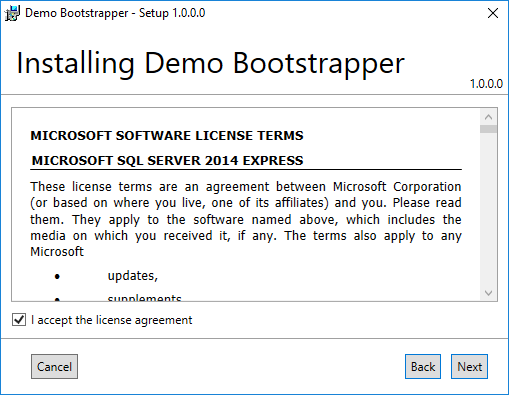 Demo Bootstrapper - Setup 1.0.0.0
Installing Demo Bootstrapper
1.0.0.0
MICROSOFT SOFTWARE LICENSE TERMS
MICROSOFT SQL SERVER 2014 EXPRESS
These license terms are an agreement between Microsoft Corporation
(or based on where you live, one of its affiliates) and you. Please read
them. They apply to the software named above, which includes the
media on which you received it, if any. The terms also apply to any
Microsoft
• updates,
• supplements
I accept the license agreement
Cancel
Back
Next